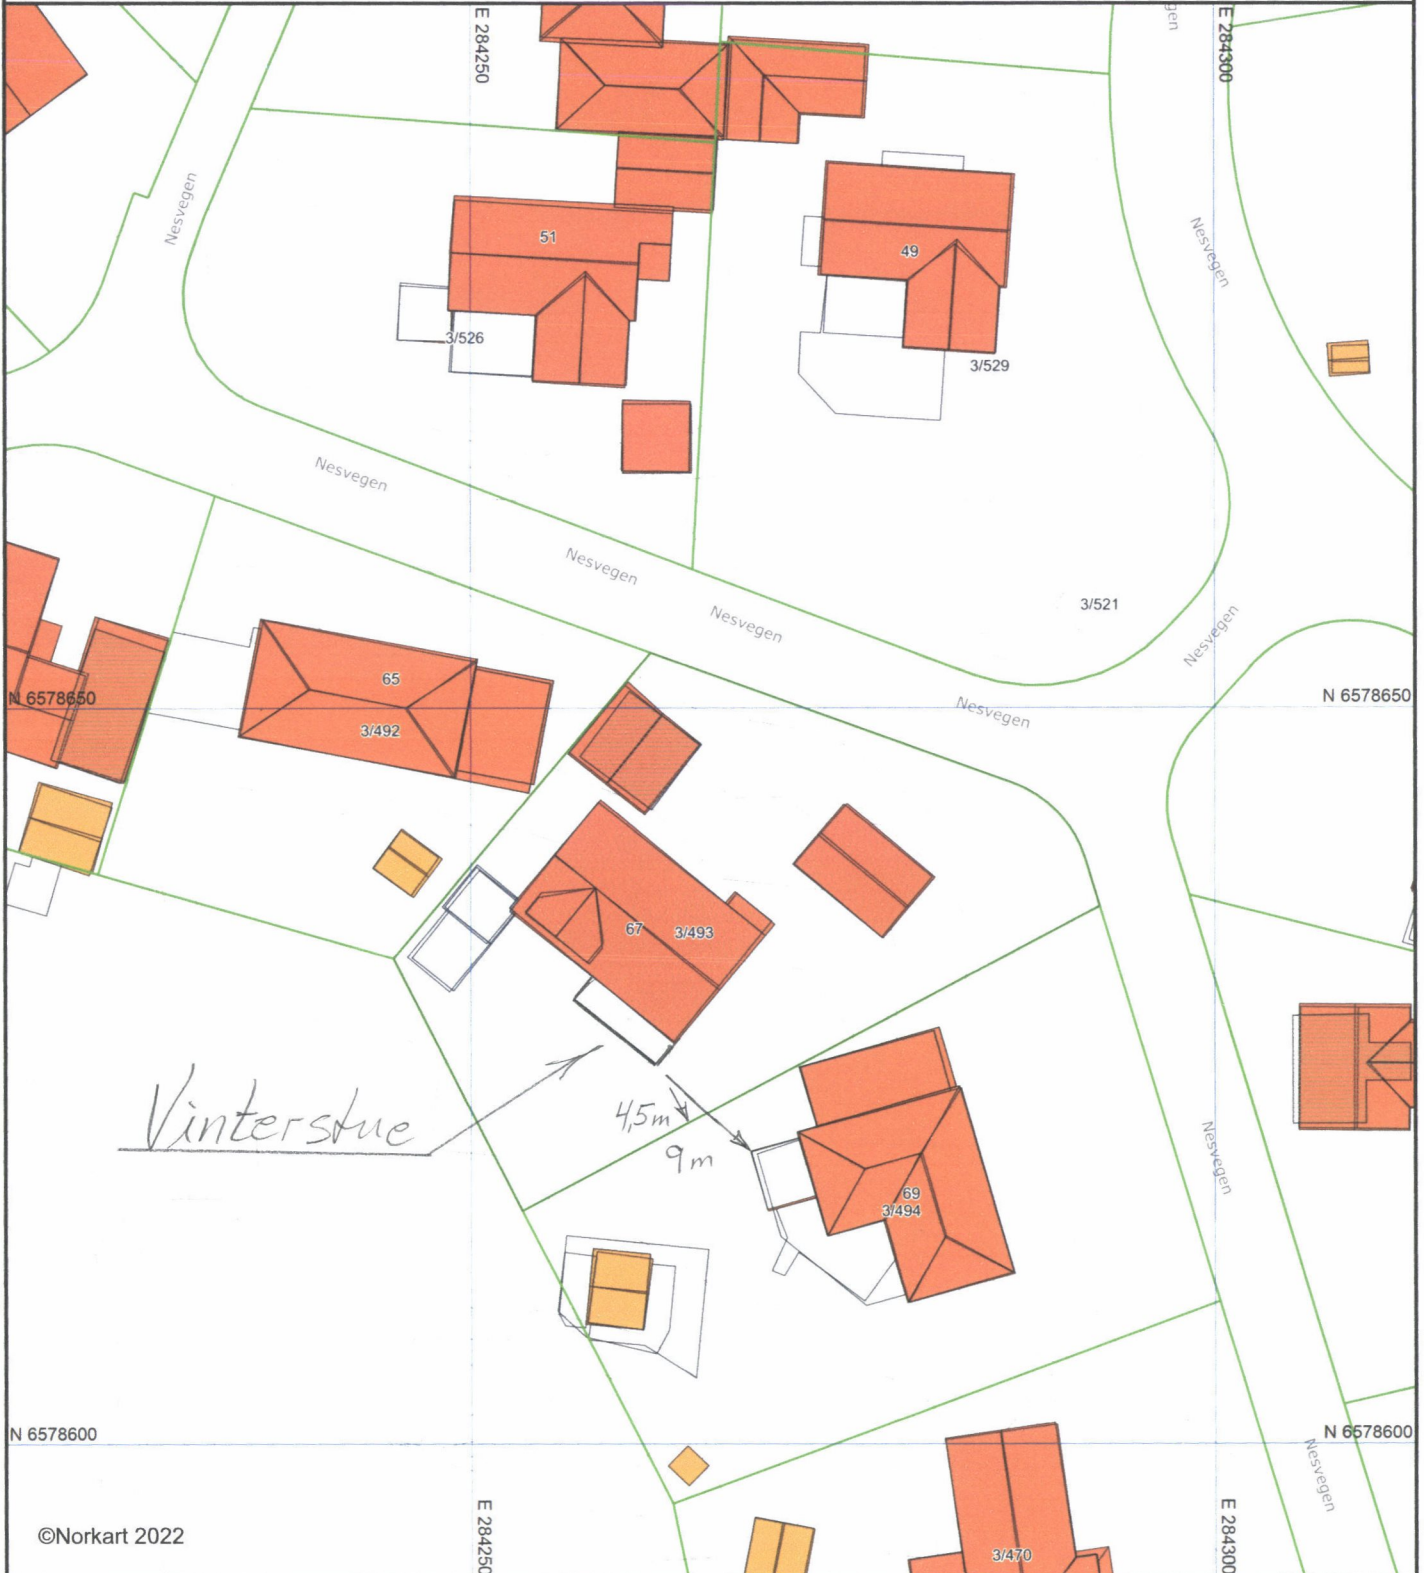 E 284250
gen
E 284300
Nesvegen
51
49
Nesvegen
3/526
3/529
Nesvegen
Nesvegen
3/521
Nesvegen
Nesvegen
65
N 6578650
N 6578650
Nesvegen
3/492
67
3/493
Vinterstue
4,5m
9m
Nesvegen
69
3/494
N 6578600
N 6578600
Nesvegen
E 284250
E 284300
©Norkart 2022
3/470